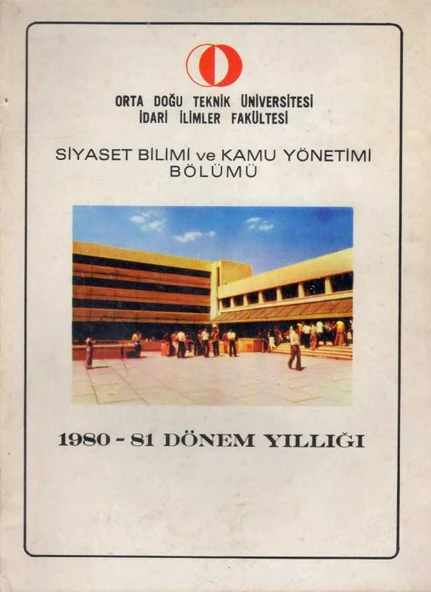 ORTA DOĞU TEKNİK ÜNİVERSİTESİ
İDARİ İLİMLER FAKÜLTESİ
SİYASET BİLİMİ ve KAMU YÖNETİMİ
BÖLÜMÜ
1980 - 81 DÖNEM YILLIĞI